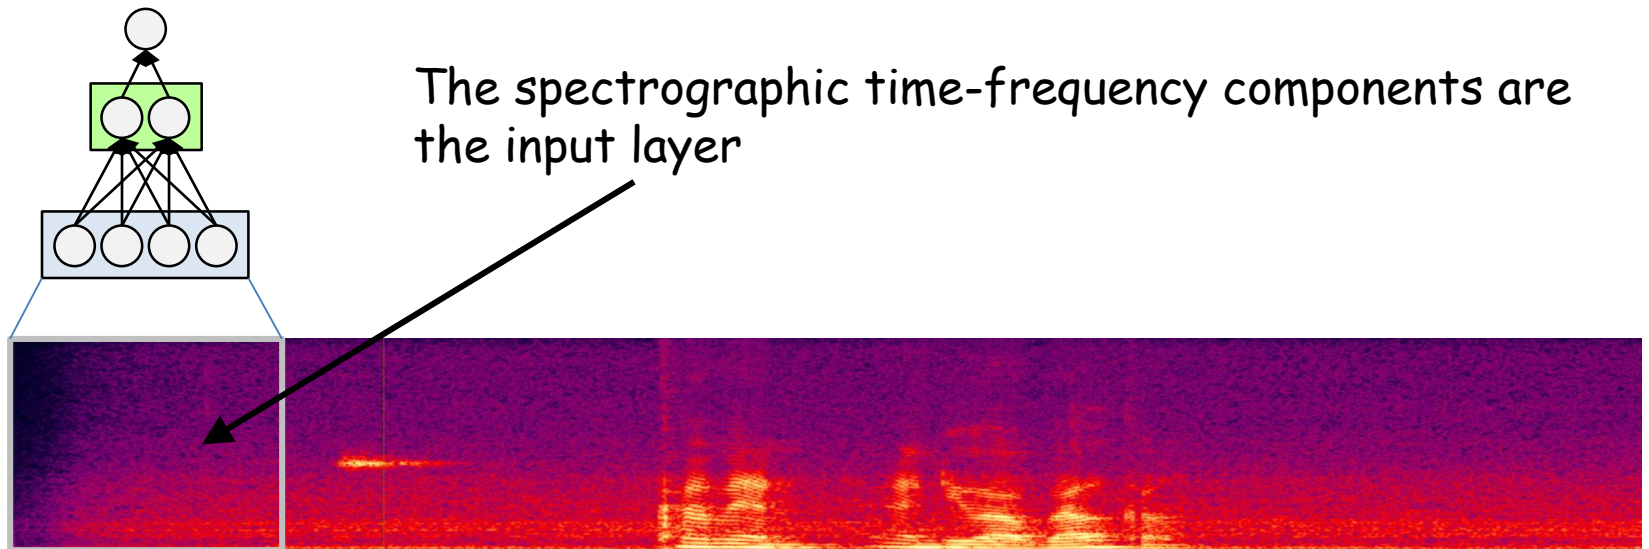 The spectrographic time-frequency components are
the input layer